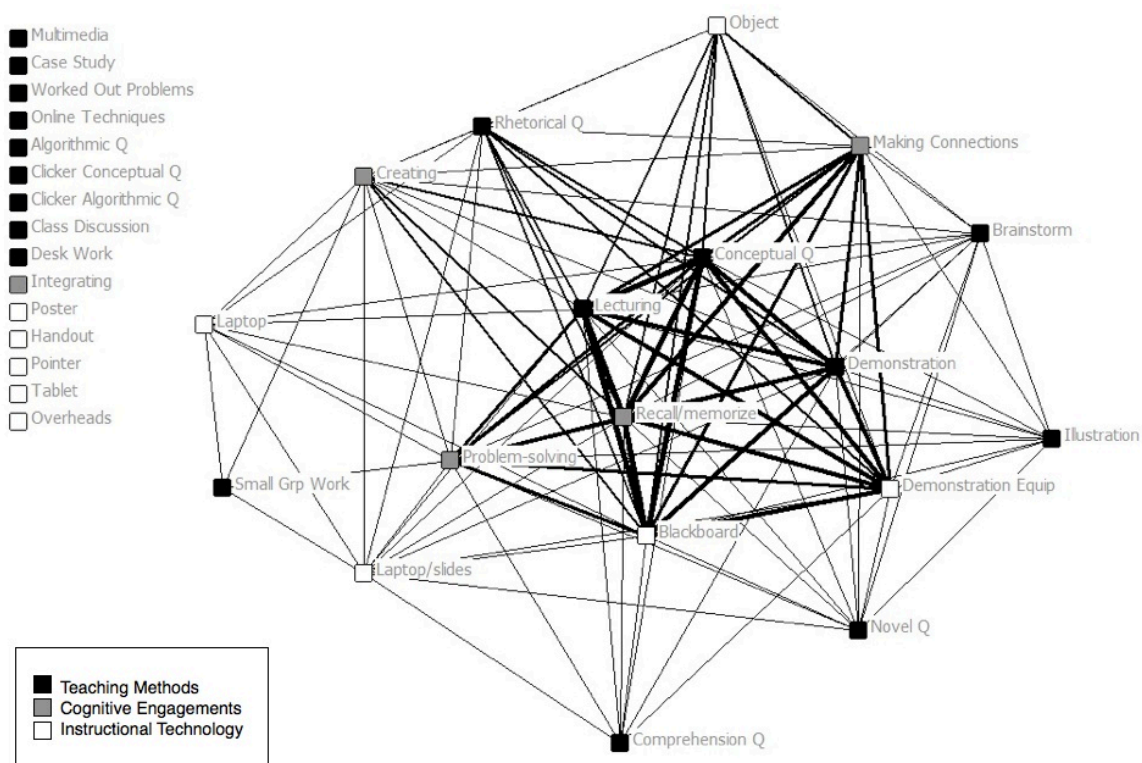 Multimedia
Case Study
Worked Out Problems
Online Techniques
Algorithmic Q
Clicker Conceptual Q
Clicker Algorithmic Q
Class Discussion
Desk Work
Integrating
Poster
Handout
Pointer
Tablet
Overheads
Object
Rhetorical Q
Making Connections
Creating
Brainstorm
Conceptual Q
Lecturing
Laptop
Demonstration
Recall/memorize
Illustration
Problem-solving
Small Grp Work
Demonstration Equip
Blackboard
Laptop/slides
Novel Q
Comprehension Q
Teaching Methods
Cognitive Engagements
Instructional Technology